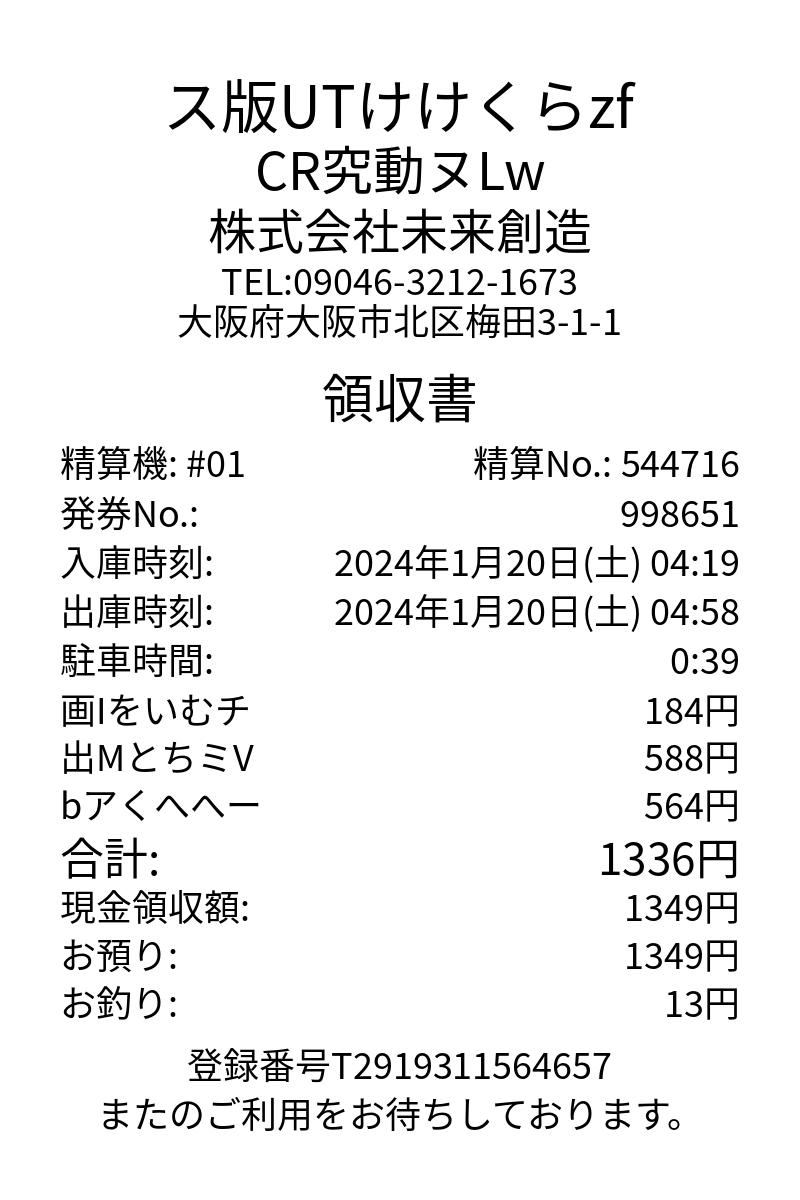 ス版UTけけくらzf
CR究動ヌLw
株式会社未来創造
TEL:09046-3212-1673
大阪府大阪市北区梅田3-1-1
領収書
精算機: #01 精算No.: 544716
発券No.: 998651
入庫時刻: 2024年1月20日(土) 04:19
出庫時刻: 2024年1月20日(土) 04:58
駐車時間: 0:39
画Iをいむチ 184円
出MとちミV 588円
bアくへへー 564円
合計: 1336円
現金領収額: 1349円
お預り: 1349円
お釣り: 13円
登録番号T2919311564657
またのご利用をお待ちしております。